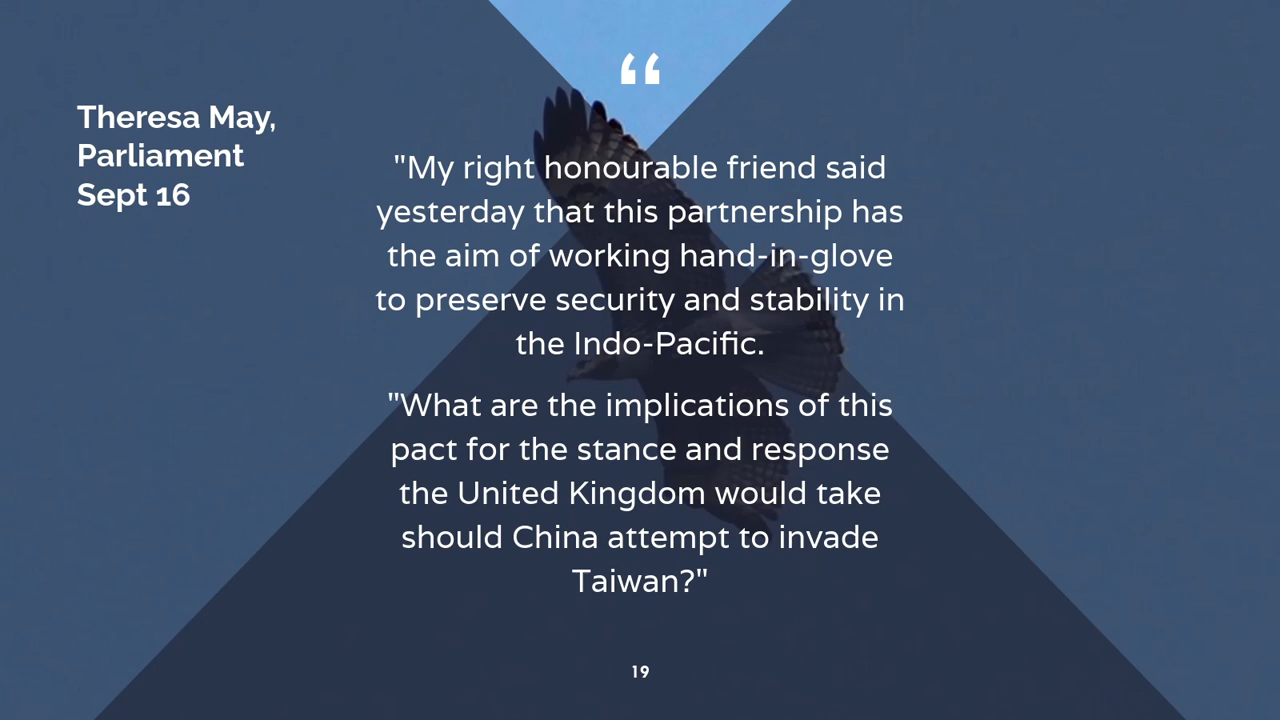 Theresa May,
Parliament
Sept 16
“
"My right honourable friend said
yesterday that this partnership has
the aim of working hand-in-glove
to preserve security and stability in
the Indo-Pacific.
"What are the implications of this
pact for the stance and response
the United Kingdom would take
should China attempt to invade
Taiwan?"
19